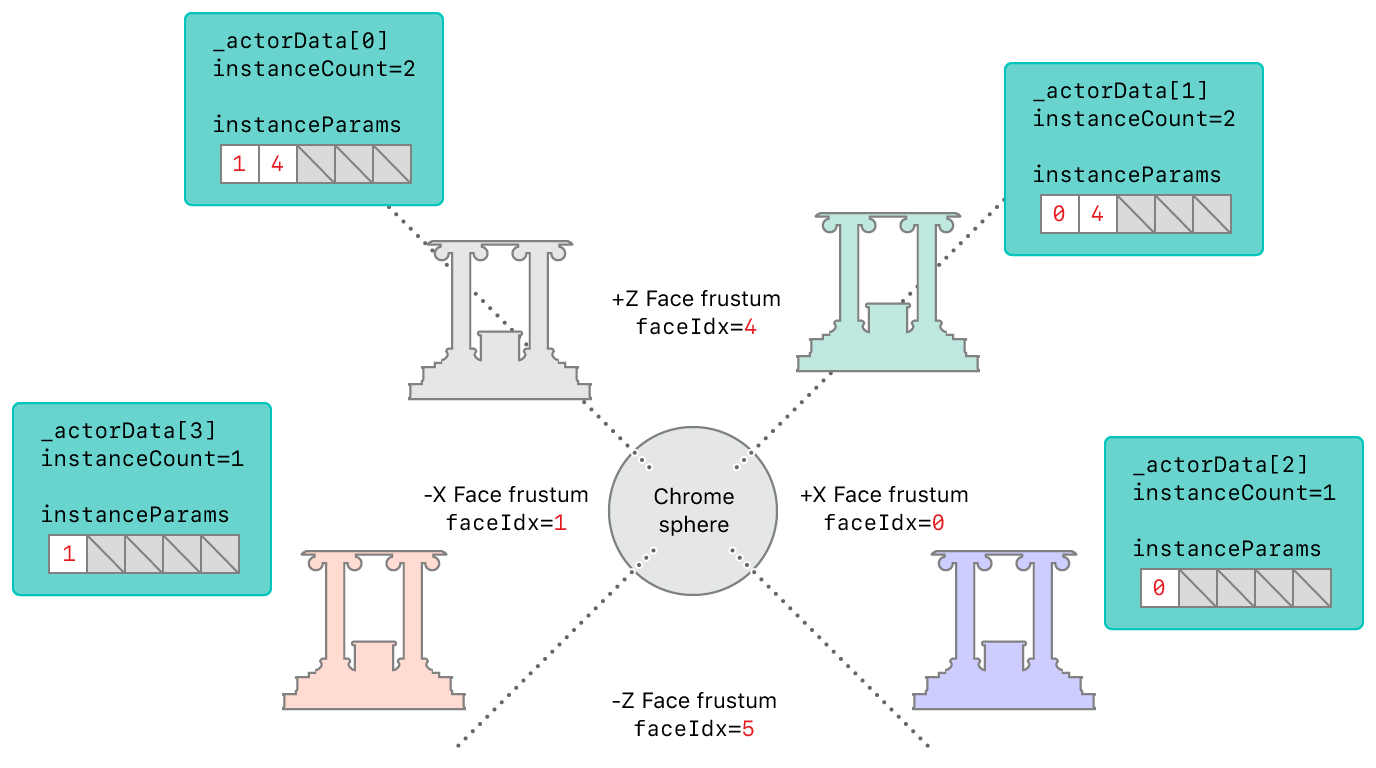 _actorData[0]
instanceCount=2
instanceParams
1 4
_actorData[1]
instanceCount=2
instanceParams
0 4
+Z Face frustum
faceIdx=4
_actorData[3]
instanceCount=1
instanceParams
1
-X Face frustum
faceIdx=1
Chrome
sphere
+X Face frustum
faceIdx=0
_actorData[2]
instanceCount=1
instanceParams
0
-Z Face frustum
faceIdx=5